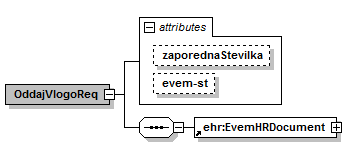 attributes
zaporednaStevilka
evem-st
OddajVlogoReq
ehr:EvemHRDocument